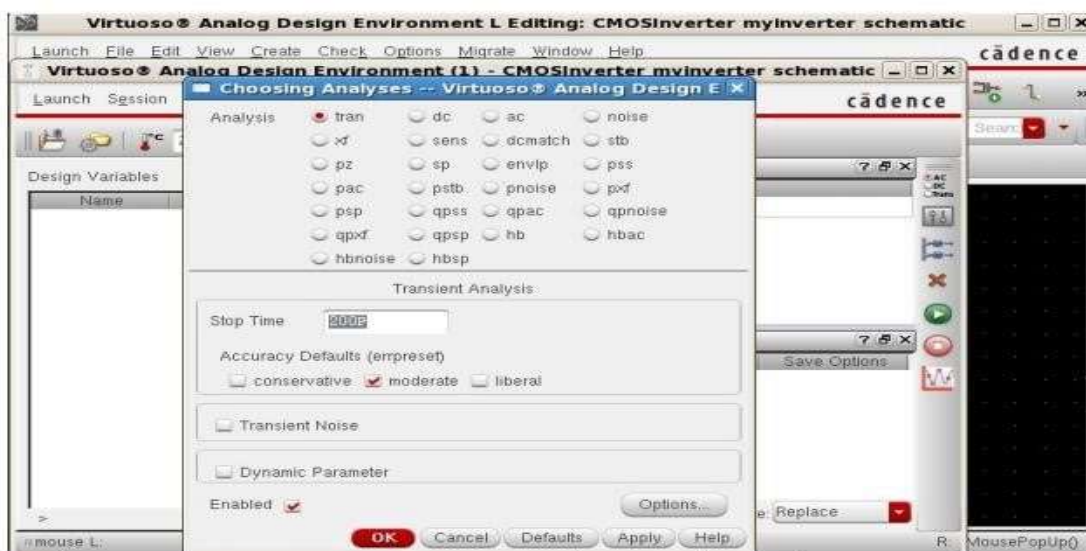 Virtuoso® Analog Design Environment L Editing: CMOSInverter myinverter schematic
Launch File Edit View Create Check Options Migrate Window Help
cādence
Virtuoso® Analog Design Environment (1) - CMOSInverter myinverter schematic
Launch Session
cādence
Choosing Analyses -- Virtuoso® Analog Design E
Analysis tran dc ac noise
xf sens dcmatch stb
pz sp envlp pss
pac pstb pnoise pxf
psp qpss qpac qpnoise
qpxf qpsp hb hbac
hbnoise hbsp
Transient Analysis
Stop Time
Accuracy Defaults (errpreset)
conservative moderate liberal
Transient Noise
Dynamic Parameter
Enabled
Options...
OK Cancel Defaults Apply Help
Design Variables
Name
AC
DC
Trans
Save Options
Replace
>
mouse L:
R:
MousePopUp()